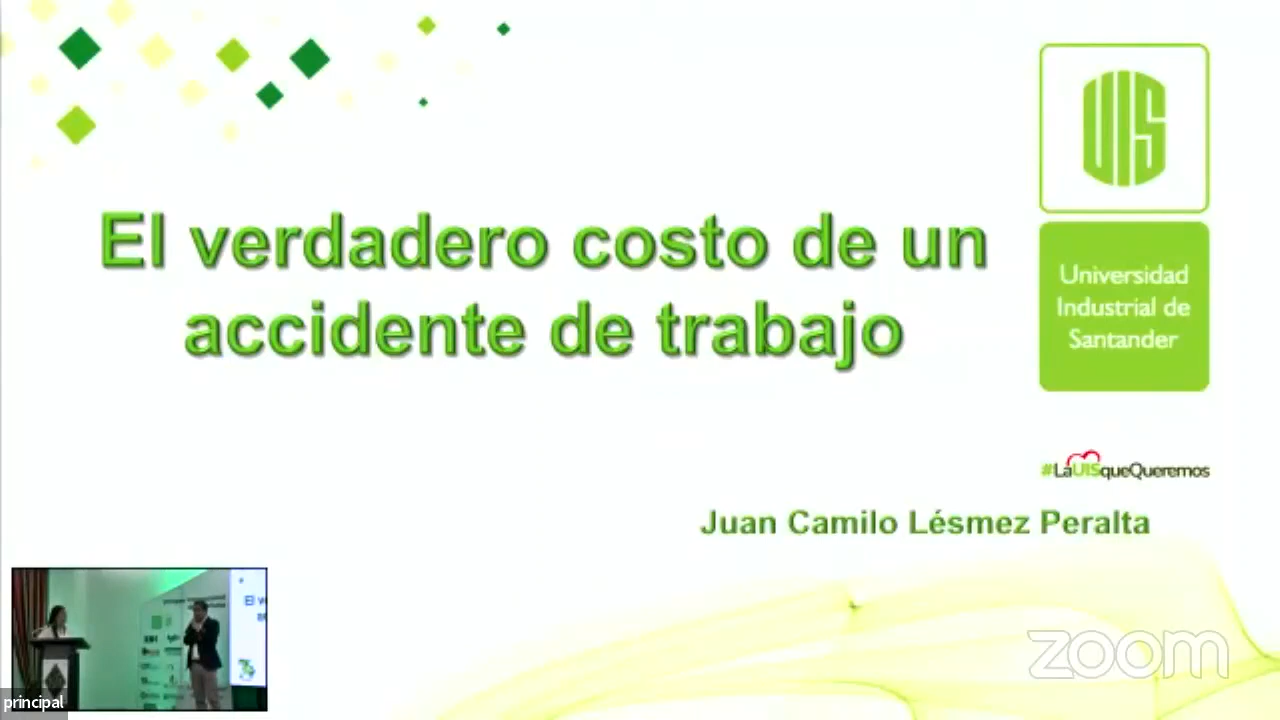 UIS
El verdadero costo de un
accidente de trabajo
Universidad
Industrial de
Santander
#LaUISqueQueremos
Juan Camilo Lésmez Peralta
El v
zoom
principal